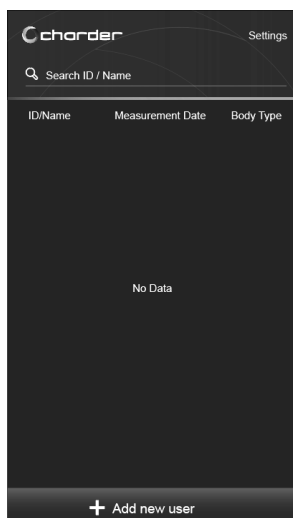 charder
Settings
Search ID / Name
ID/Name Measurement Date Body Type
No Data
Add new user